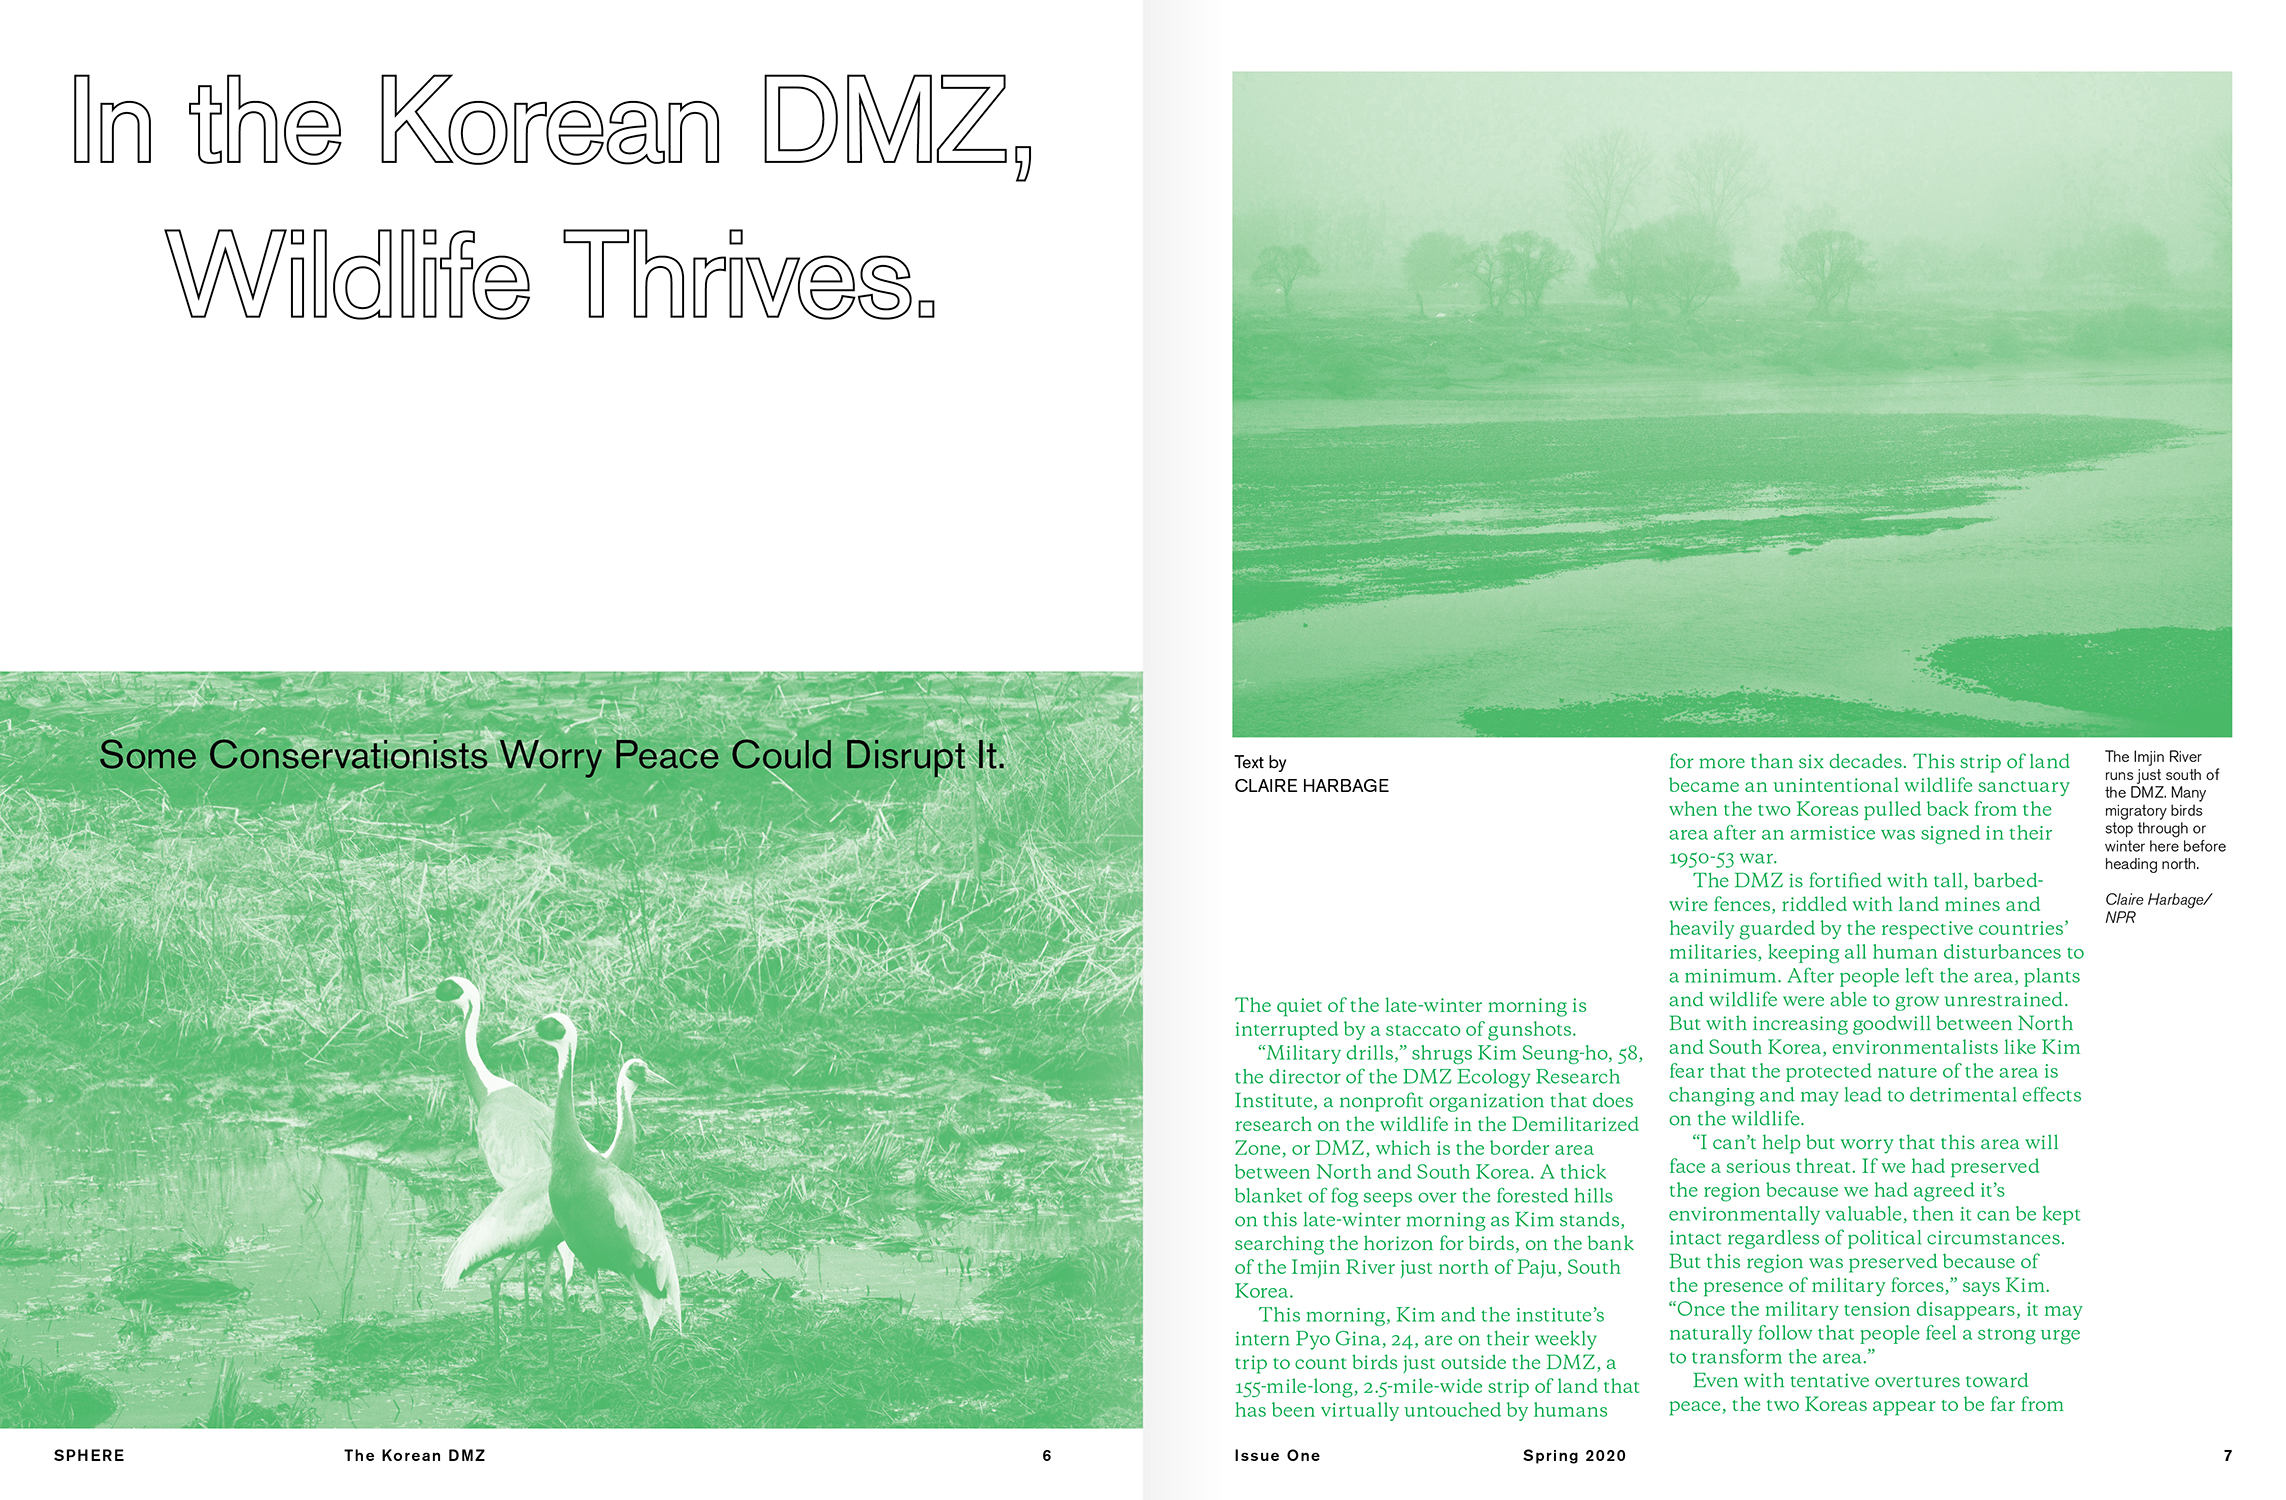 In the Korean DMZ,
Wildlife Thrives.
Some Conservationists Worry Peace Could Disrupt It.
SPHERE
The Korean DMZ
6
Text by
CLAIRE HARBAGE
The quiet of the late-winter morning is
interrupted by a staccato of gunshots.
“Military drills,” shrugs Kim Seung-ho, 58,
the director of the DMZ Ecology Research
Institute, a nonprofit organization that does
research on the wildlife in the Demilitarized
Zone, or DMZ, which is the border area
between North and South Korea. A thick
blanket of fog seeps over the forested hills
on this late-winter morning as Kim stands,
searching the horizon for birds, on the bank
of the Imjin River just north of Paju, South
Korea.
This morning, Kim and the institute’s
intern Pyo Gina, 24, are on their weekly
trip to count birds just outside the DMZ, a
155-mile-long, 2.5-mile-wide strip of land that
has been virtually untouched by humans
for more than six decades. This strip of land
became an unintentional wildlife sanctuary
when the two Koreas pulled back from the
area after an armistice was signed in their
1950-53 war.
The DMZ is fortified with tall, barbed-
wire fences, riddled with land mines and
heavily guarded by the respective countries’
militaries, keeping all human disturbances to
a minimum. After people left the area, plants
and wildlife were able to grow unrestrained.
But with increasing goodwill between North
and South Korea, environmentalists like Kim
fear that the protected nature of the area is
changing and may lead to detrimental effects
on the wildlife.
“I can’t help but worry that this area will
face a serious threat. If we had preserved
the region because we had agreed it’s
environmentally valuable, then it can be kept
intact regardless of political circumstances.
But this region was preserved because of
the presence of military forces,” says Kim.
“Once the military tension disappears, it may
naturally follow that people feel a strong urge
to transform the area.”
Even with tentative overtures toward
peace, the two Koreas appear to be far from
The Imjin River
runs just south of
the DMZ. Many
migratory birds
stop through or
winter here before
heading north.
Claire Harbage/
NPR
Issue One
Spring 2020
7